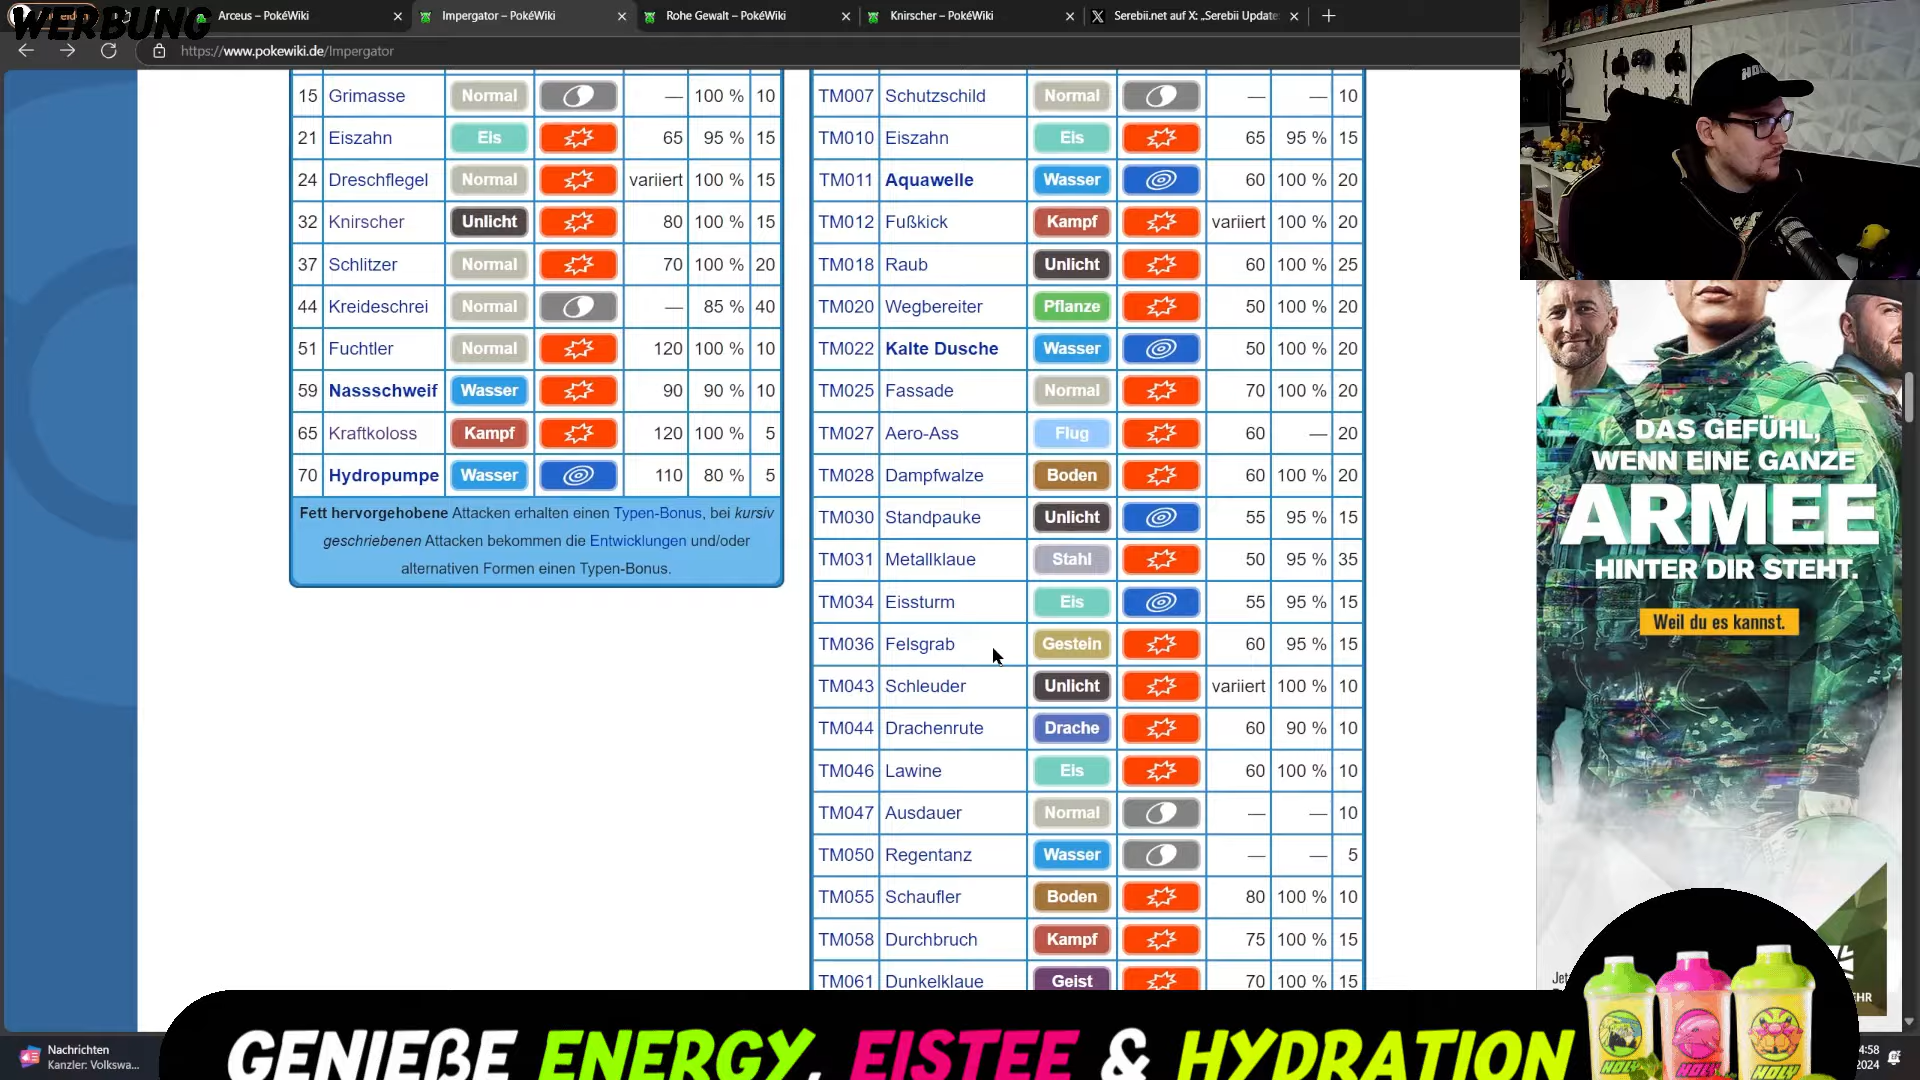 WERBUNG
Arceus – PokéWiki
Impergator – PokéWiki
Rohe Gewalt – PokéWiki
Knirscher – PokéWiki
Serebii.net auf X: „Serebii Update:
https://www.pokewiki.de/Impergator
15 Grimasse Normal — 100 % 10
21 Eiszahn Eis 65 95 % 15
24 Dreschflegel Normal variiert 100 % 15
32 Knirscher Unlicht 80 100 % 15
37 Schlitzer Normal 70 100 % 20
44 Kreideschrei Normal — 85 % 40
51 Fuchtler Normal 120 100 % 10
59 Nassschweif Wasser 90 90 % 10
65 Kraftkoloss Kampf 120 100 % 5
70 Hydropumpe Wasser 110 80 % 5
Fett hervorgehobene Attacken erhalten einen Typen-Bonus, bei kursiv
geschriebenen Attacken bekommen die Entwicklungen und/oder
alternativen Formen einen Typen-Bonus.
TM007 Schutzschild Normal — — 10
TM010 Eiszahn Eis 65 95 % 15
TM011 Aquawelle Wasser 60 100 % 20
TM012 Fußkick Kampf variiert 100 % 20
TM018 Raub Unlicht 60 100 % 25
TM020 Wegbereiter Pflanze 50 100 % 20
TM022 Kalte Dusche Wasser 50 100 % 20
TM025 Fassade Normal 70 100 % 20
TM027 Aero-Ass Flug 60 — 20
TM028 Dampfwalze Boden 60 100 % 20
TM030 Standpauke Unlicht 55 95 % 15
TM031 Metallklaue Stahl 50 95 % 35
TM034 Eissturm Eis 55 95 % 15
TM036 Felsgrab Gestein 60 95 % 15
TM043 Schleuder Unlicht variiert 100 % 10
TM044 Drachenrute Drache 60 90 % 10
TM046 Lawine Eis 60 100 % 10
TM047 Ausdauer Normal — — 10
TM050 Regentanz Wasser — — 5
TM055 Schaufler Boden 80 100 % 10
TM058 Durchbruch Kampf 75 100 % 15
TM061 Dunkelklaue Geist 70 100 % 15
DAS GEFÜHL,
WENN EINE GANZE
ARMEE
HINTER DIR STEHT.
Weil du es kannst.
GENIEẞE ENERGY, EISTEE & HYDRATION
HOLY
HOLY
HOLY
Nachrichten
Kanzler: Volkswa...
4:58
2024